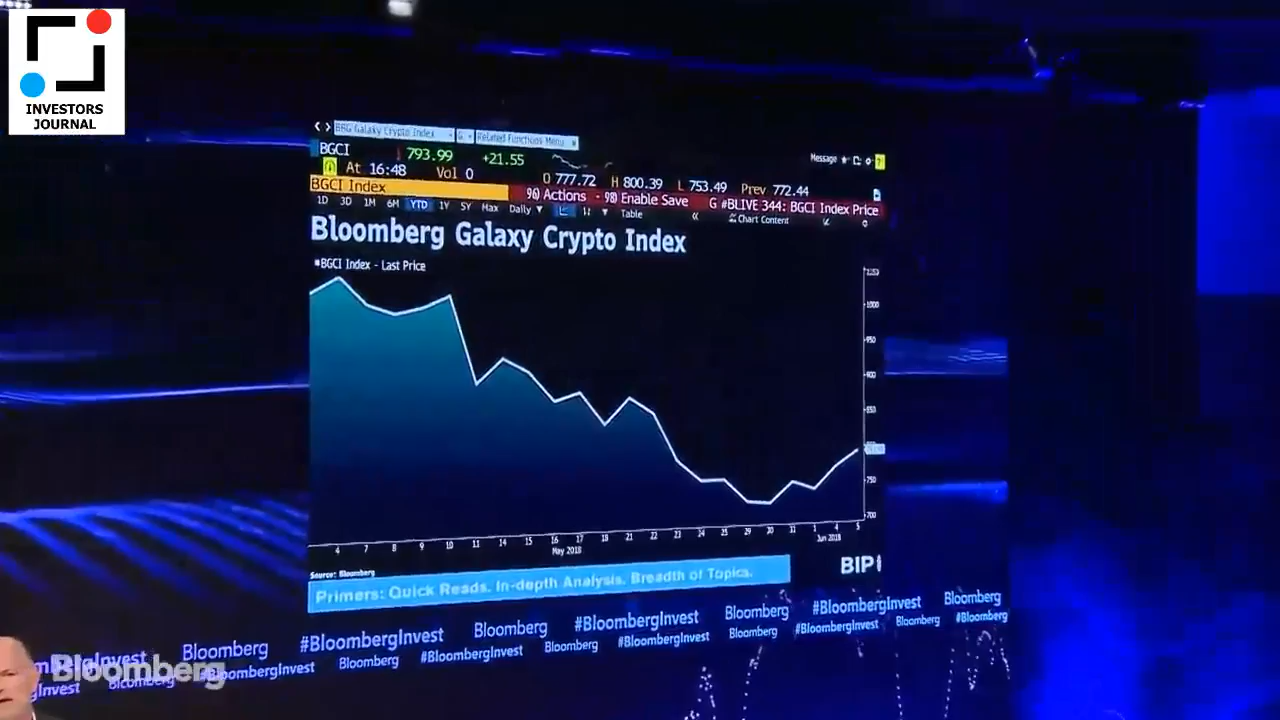 INVESTORS
JOURNAL
BBG Galaxy Crypto Index
Related Functions Menu
BGCI 793.99 +21.55
Message
At 16:48 Vol 0 O 777.72 H 800.39 L 753.49 Prev 772.44
BGCI Index 90 Actions 98 Enable Save G #BLIVE 344: BGCI Index Price
1D 3D 1M 6M YTD 1Y 5Y Max Daily Table Chart Content
Bloomberg Galaxy Crypto Index
BGCI Index - Last Price
1000
950
900
850
750
700
4 7 8 9 10 11 14 15 16 17 18 21 22 23 24 25 29 30 31 1 4 5
May 2018 Jun 2018
Source: Bloomberg
Primers: Quick Reads. In-depth Analysis. Breadth of Topics.
Bloomberg #BloombergInvest Bloomberg #BloombergInvest Bloomberg #BloombergInvest Bloomberg
Bloomberg #BloombergInvest Bloomberg #BloombergInvest Bloomberg #BloombergInvest Bloomberg #Bloomberg
Bloomberg